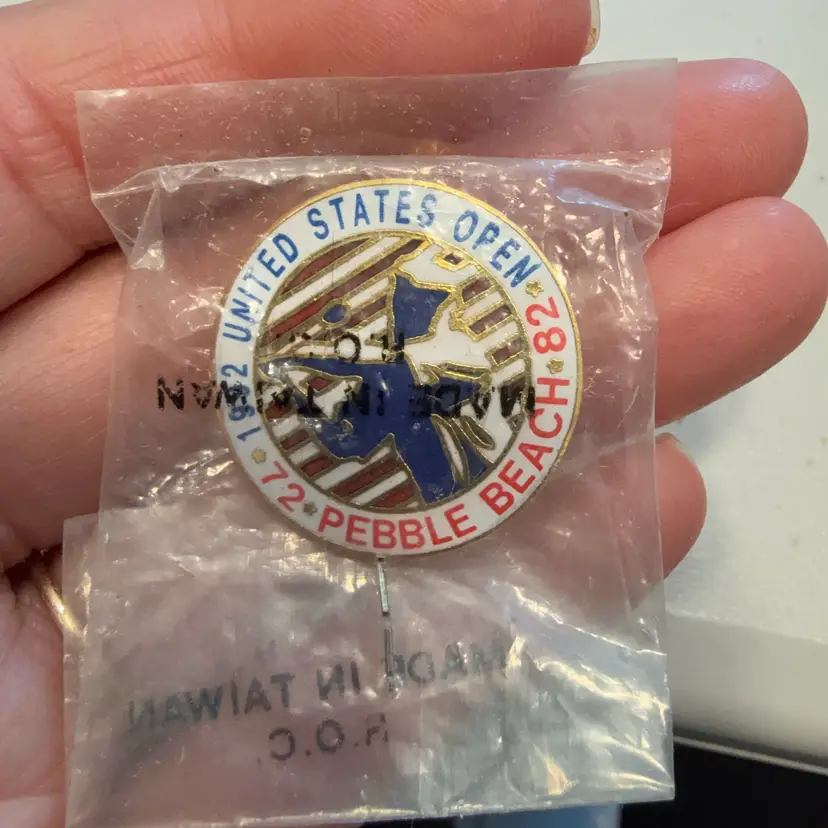 1982 UNITED STATES OPEN
72 PEBBLE BEACH 82
R.O.C.
MADE IN TAIWAN
MADE IN TAIWAN
R.O.C.